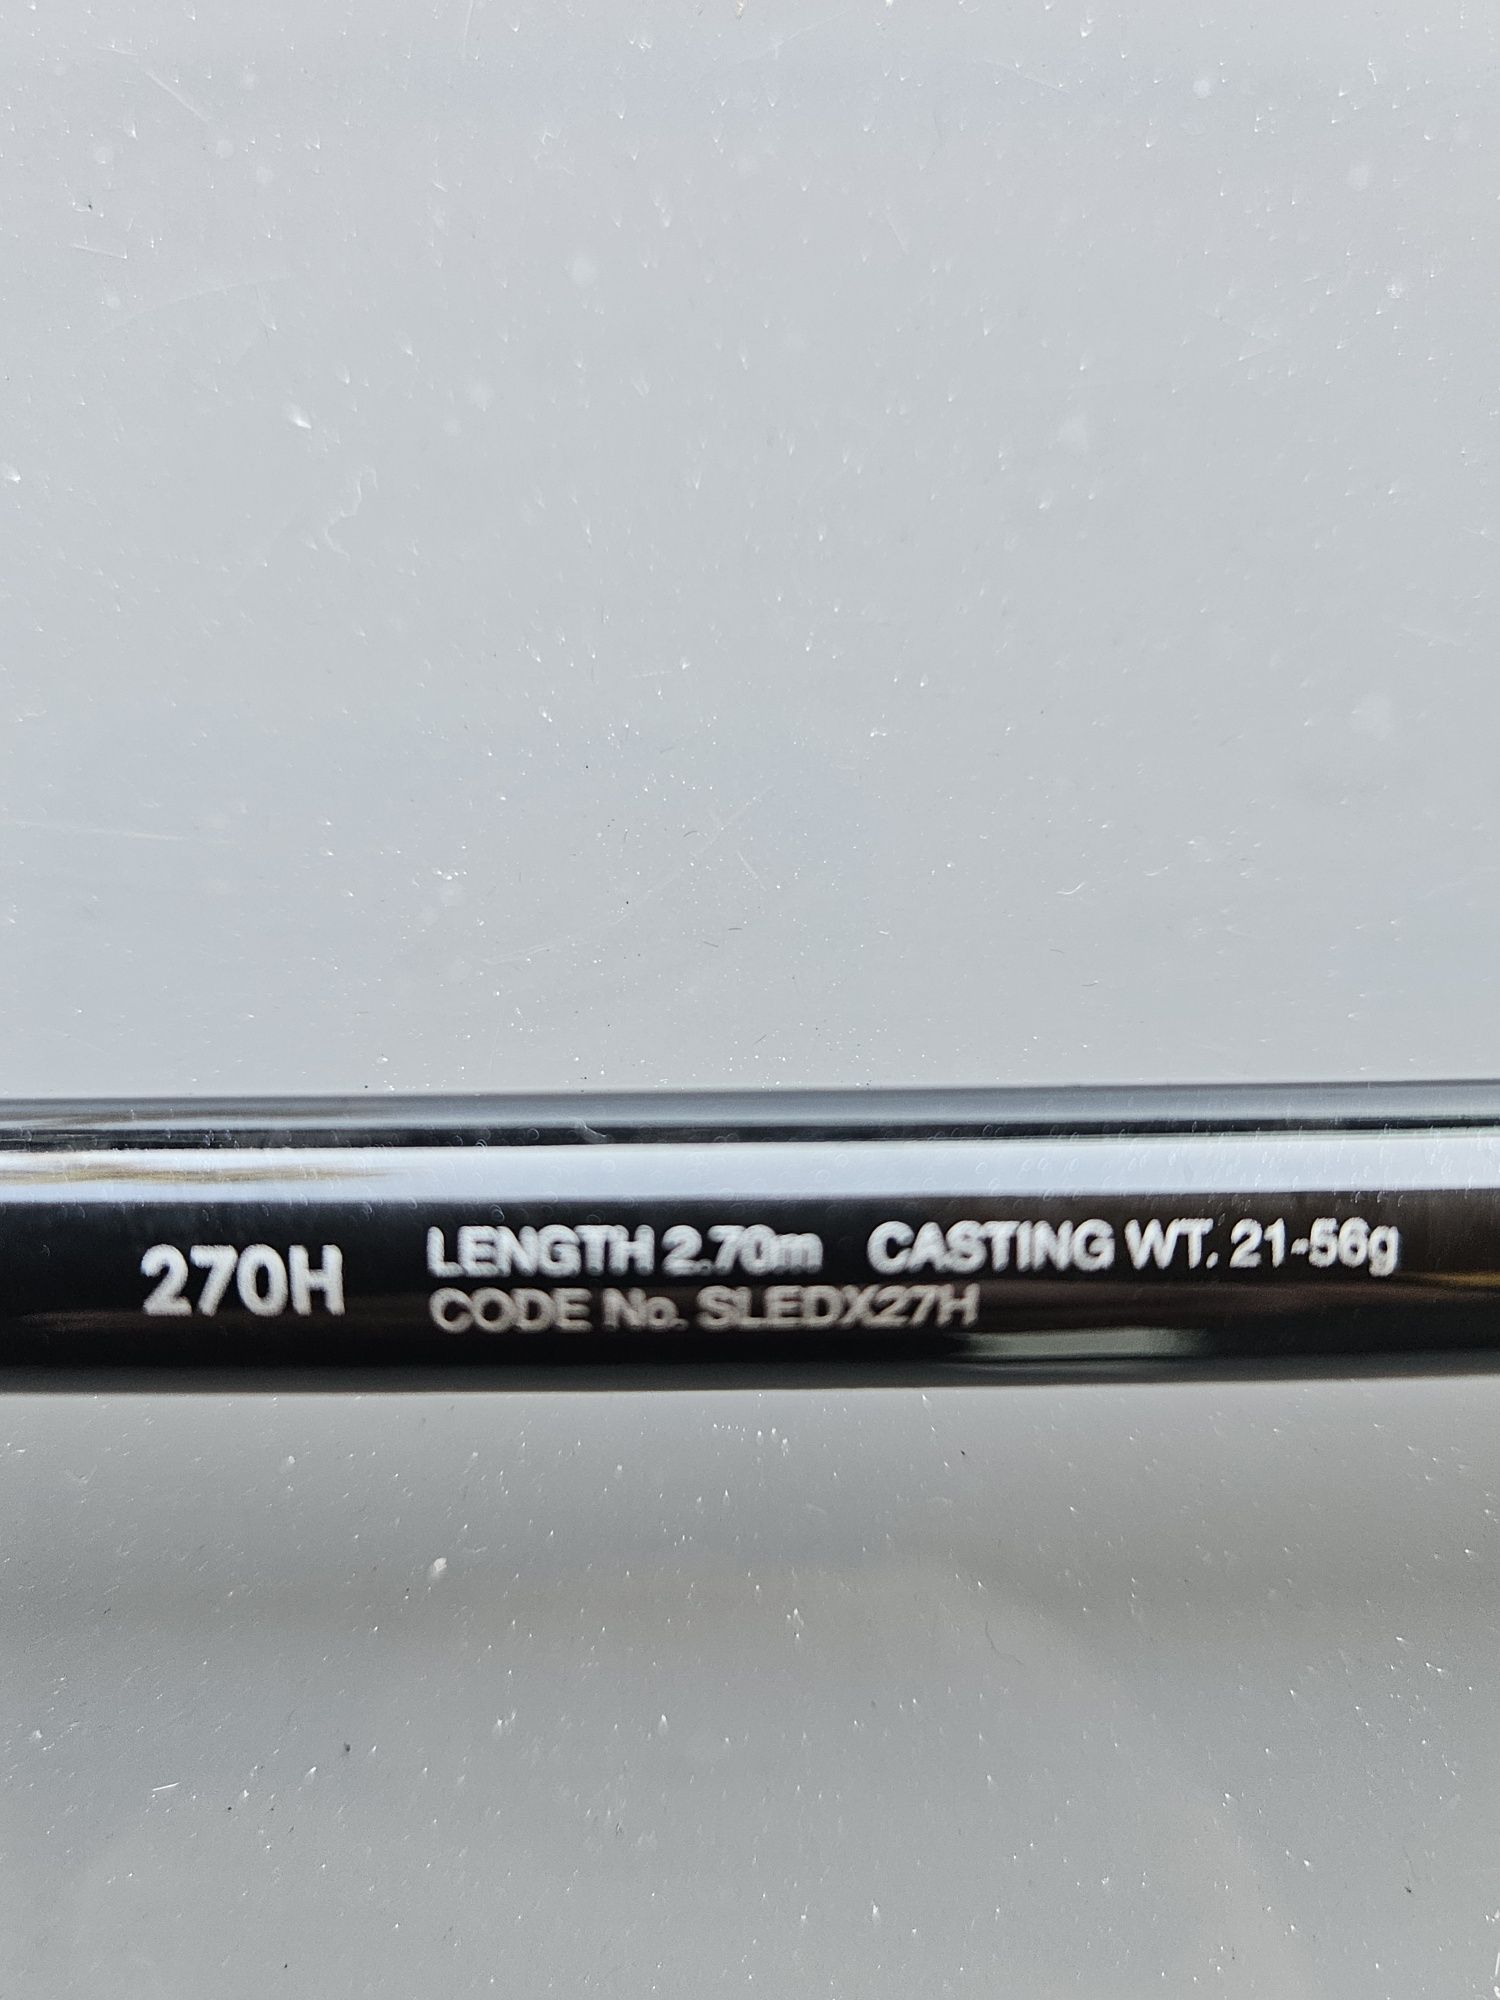 270H LENGTH 2.70m CASTING WT. 21-56g
CODE No. SLEDX27H